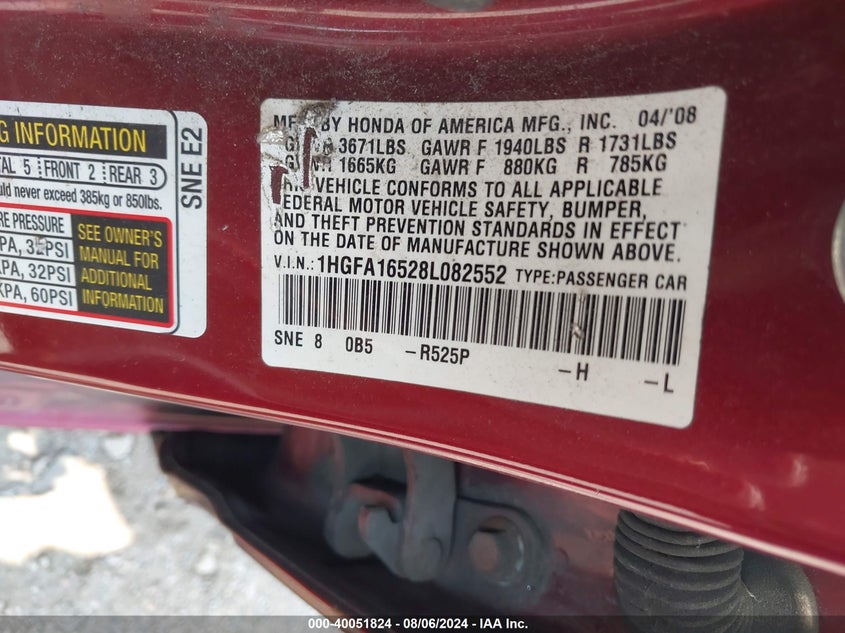 G INFORMATION
TAL 5 FRONT 2 REAR 3
ould never exceed 385kg or 850lbs.
RE PRESSURE
KPA, 32PSI
KPA, 32PSI
KPA, 60PSI
SEE OWNER'S
MANUAL FOR
ADDITIONAL
INFORMATION
SNE E2
BY HONDA OF AMERICA MFG., INC. 04/'08
3671LBS GAWR F 1940LBS R 1731LBS
1665KG GAWR F 880KG R 785KG
VEHICLE CONFORMS TO ALL APPLICABLE
FEDERAL MOTOR VEHICLE SAFETY, BUMPER,
AND THEFT PREVENTION STANDARDS IN EFFECT
ON THE DATE OF MANUFACTURE SHOWN ABOVE.
V.I.N.: 1HGFA16528L082552 TYPE:PASSENGER CAR
SNE 8 0B5 -R525P -H -L
000-40051824 - 08/06/2024 - IAA Inc.